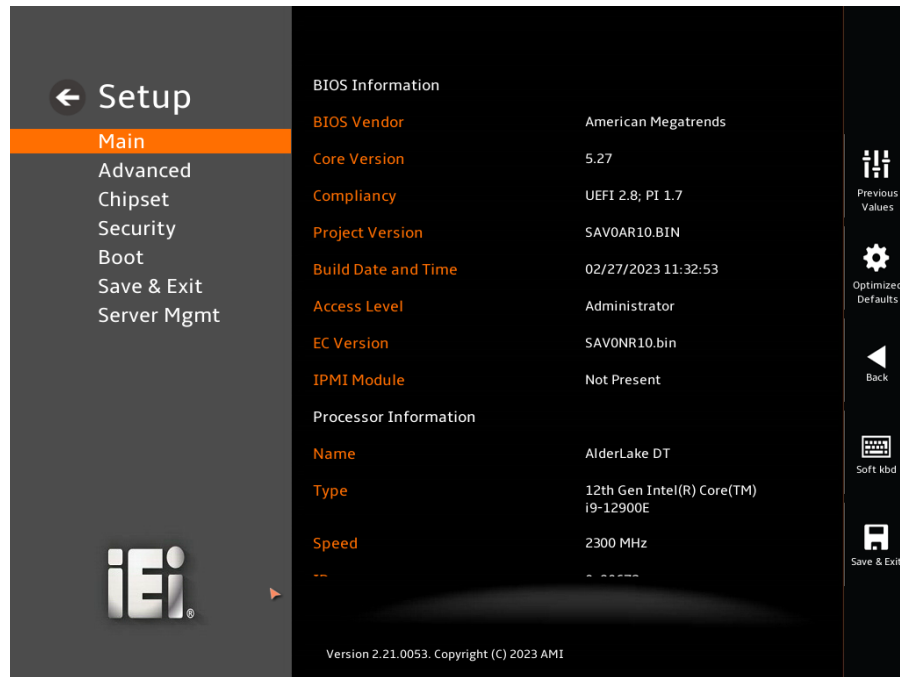 Setup
Main
Advanced
Chipset
Security
Boot
Save & Exit
Server Mgmt
iEi®
BIOS Information
BIOS Vendor American Megatrends
Core Version 5.27
Compliancy UEFI 2.8; PI 1.7
Project Version SAV0AR10.BIN
Build Date and Time 02/27/2023 11:32:53
Access Level Administrator
EC Version SAV0NR10.bin
IPMI Module Not Present
Processor Information
Name AlderLake DT
Type 12th Gen Intel(R) Core(TM)
i9-12900E
Speed 2300 MHz
Version 2.21.0053. Copyright (C) 2023 AMI
Previous
Values
Optimized
Defaults
Back
Soft kbd
Save & Exit